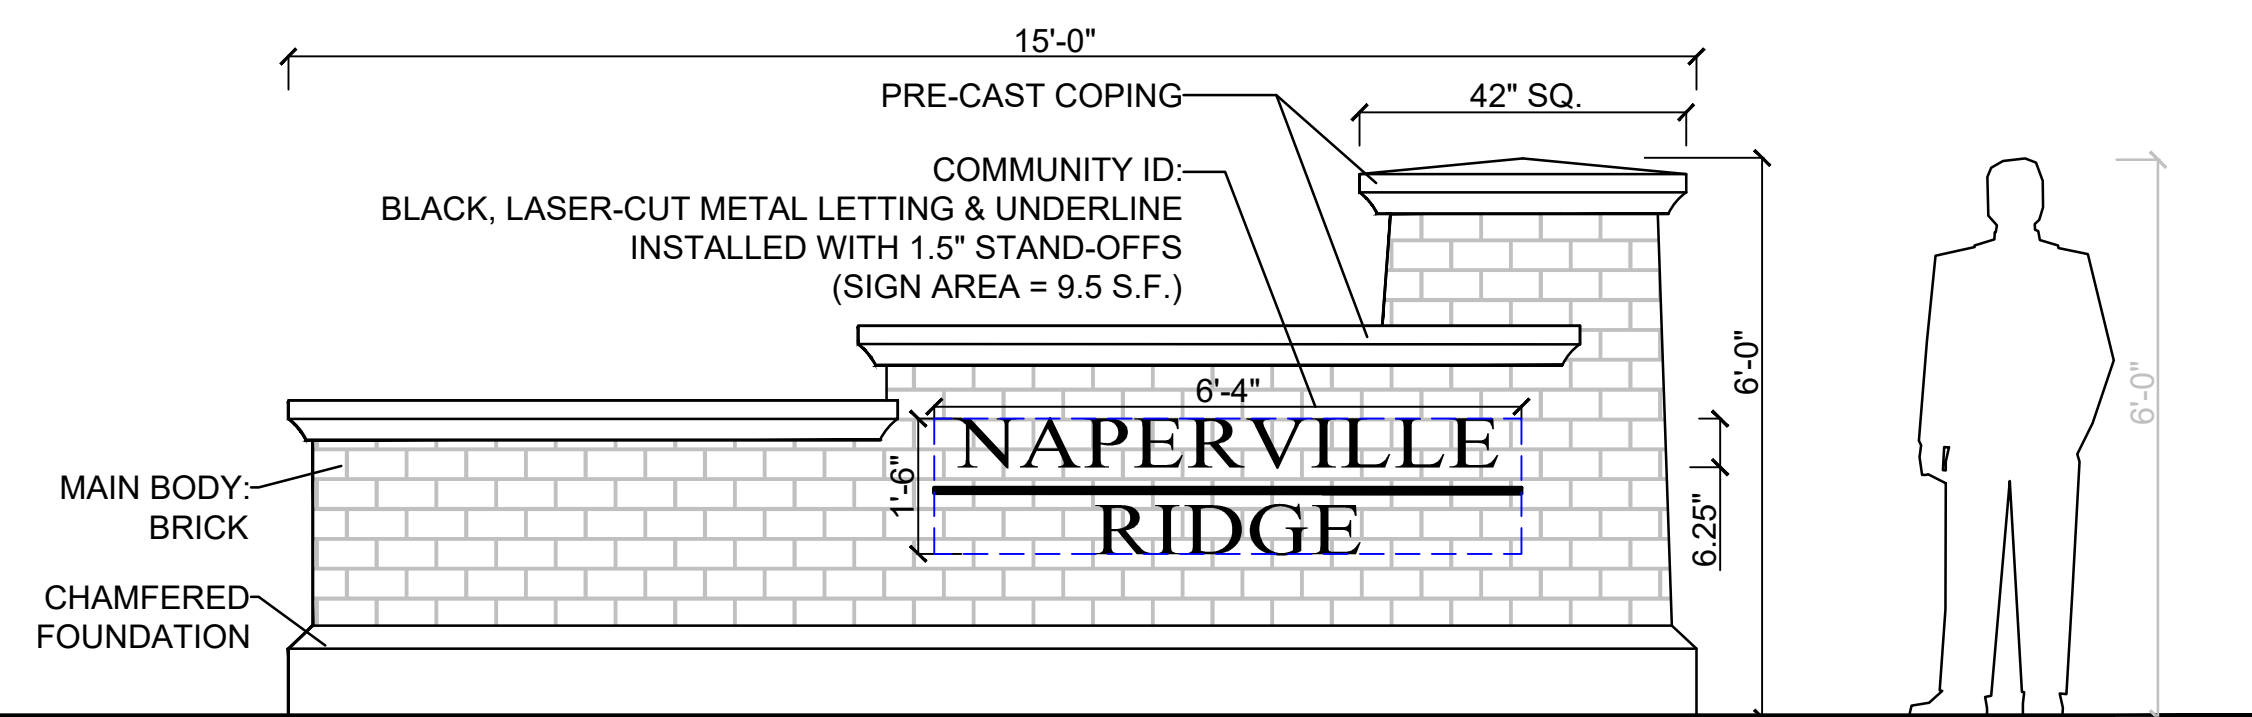 15'-0"
PRE-CAST COPING
42" SQ.
COMMUNITY ID:
BLACK, LASER-CUT METAL LETTING & UNDERLINE
INSTALLED WITH 1.5" STAND-OFFS
(SIGN AREA = 9.5 S.F.)
6'-0"
6'-0"
6'-4"
NAPERVILLE
RIDGE
1'-6"
6.25"
MAIN BODY:
BRICK
CHAMFERED
FOUNDATION